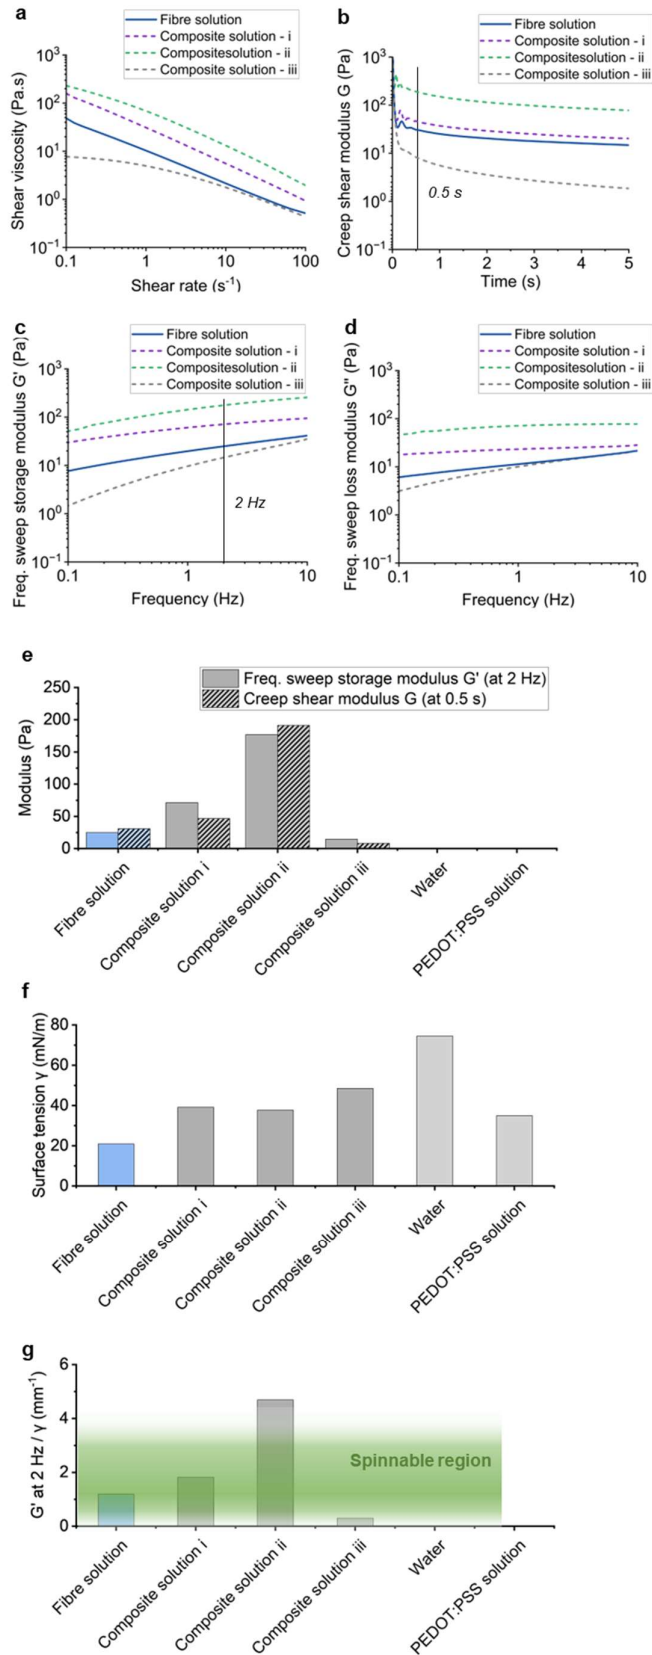 a
Fibre solution
Composite solution - i
Compositesolution - ii
Composite solution - iii
Shear viscosity (Pa.s)
10³
10²
10¹
10⁰
10⁻¹
0.1 1 10 100
Shear rate (s⁻¹)
b
Fibre solution
Composite solution - i
Compositesolution - ii
Composite solution - iii
Creep shear modulus G (Pa)
10³
10²
10¹
10⁰
10⁻¹
0.5 s
0 1 2 3 4 5
Time (s)
c
Fibre solution
Composite solution - i
Compositesolution - ii
Composite solution - iii
Freq. sweep storage modulus G' (Pa)
10³
10²
10¹
10⁰
10⁻¹
2 Hz
0.1 1 10
Frequency (Hz)
d
Fibre solution
Composite solution - i
Compositesolution - ii
Composite solution - iii
Freq. sweep loss modulus G'' (Pa)
10³
10²
10¹
10⁰
10⁻¹
0.1 1 10
Frequency (Hz)
e
Freq. sweep storage modulus G' (at 2 Hz)
Creep shear modulus G (at 0.5 s)
Modulus (Pa)
250
200
150
100
50
0
Fibre solution
Composite solution i
Composite solution ii
Composite solution iii
Water
PEDOT:PSS solution
f
Surface tension γ (mN/m)
80
60
40
20
0
Fibre solution
Composite solution i
Composite solution ii
Composite solution iii
Water
PEDOT:PSS solution
g
G' at 2 Hz / γ (mm⁻¹)
6
4
2
0
Spinnable region
Fibre solution
Composite solution i
Composite solution ii
Composite solution iii
Water
PEDOT:PSS solution